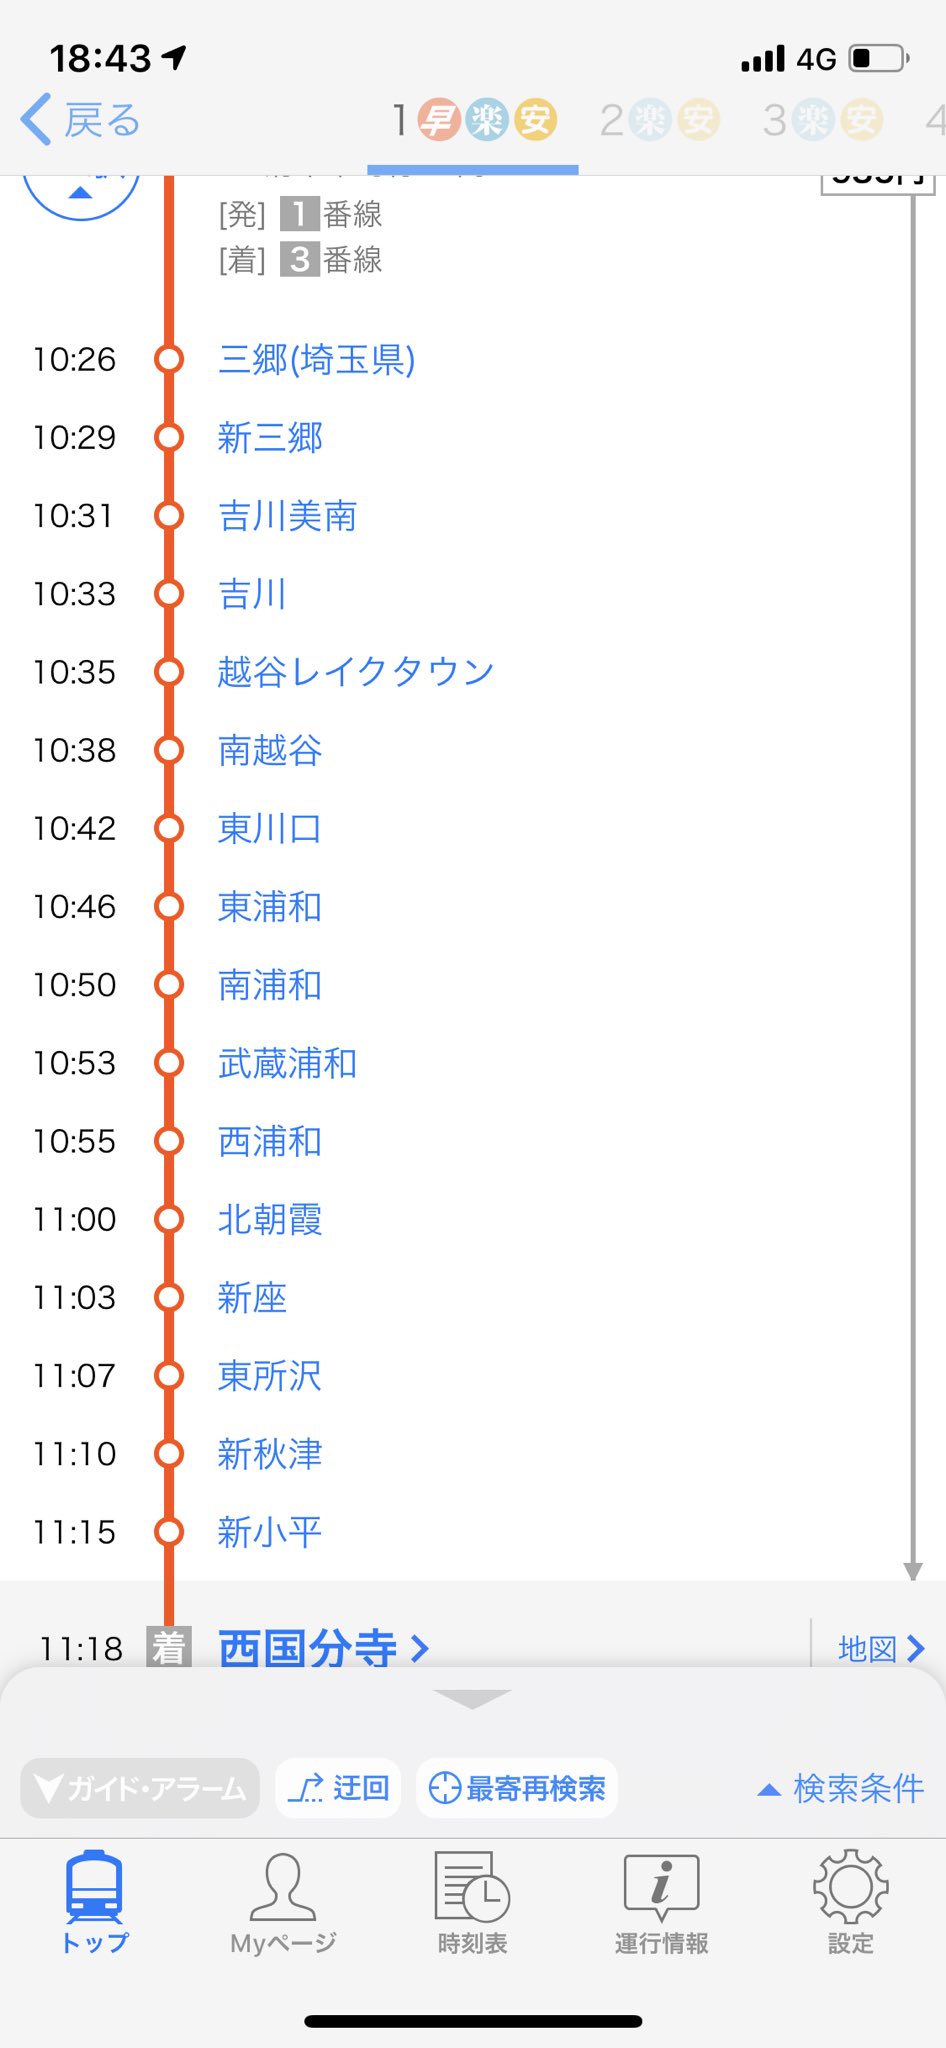 18:43 4G
戻る 1 早 楽 安 2 楽 安 3 楽 安 4
[発] 1 番線
[着] 3 番線
10:26 三郷(埼玉県)
10:29 新三郷
10:31 吉川美南
10:33 吉川
10:35 越谷レイクタウン
10:38 南越谷
10:42 東川口
10:46 東浦和
10:50 南浦和
10:53 武蔵浦和
10:55 西浦和
11:00 北朝霞
11:03 新座
11:07 東所沢
11:10 新秋津
11:15 新小平
11:18 着 西国分寺 地図
ガイド・アラーム 迂回 最寄再検索 検索条件
トップ Myページ 時刻表 運行情報 設定